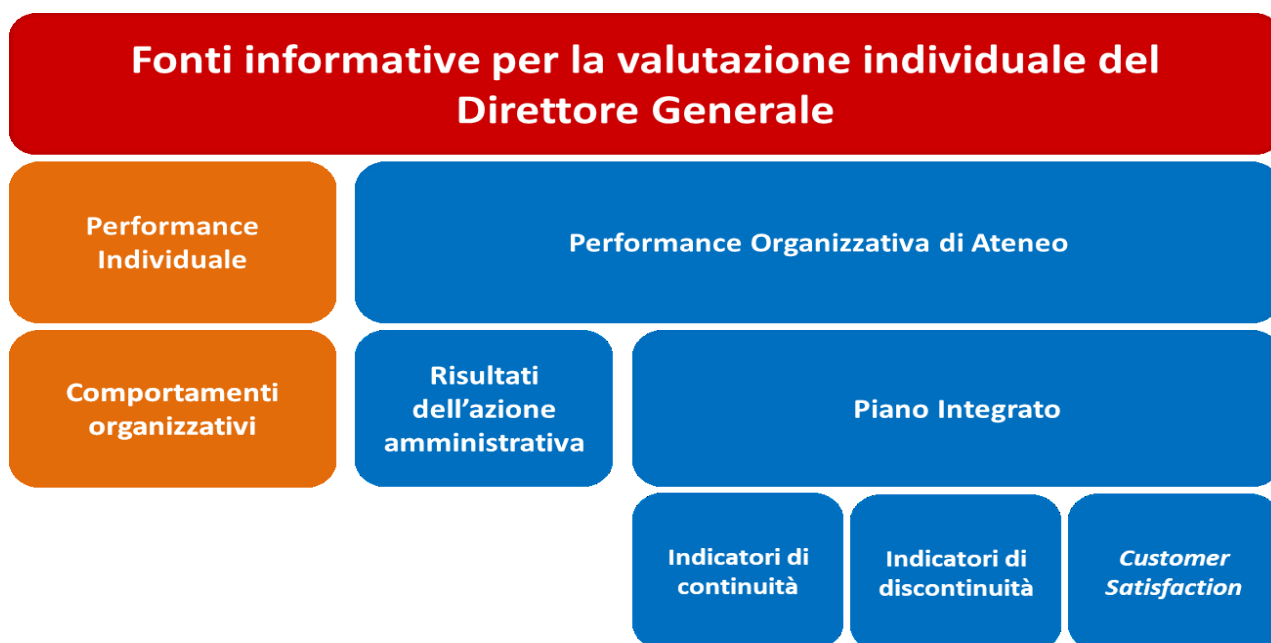 Fonti informative per la valutazione individuale del
Direttore Generale
Performance
Individuale
Performance Organizzativa di Ateneo
Comportamenti
organizzativi
Risultati
dell’azione
amministrativa
Piano Integrato
Indicatori di
continuità
Indicatori di
discontinuità
Customer
Satisfaction